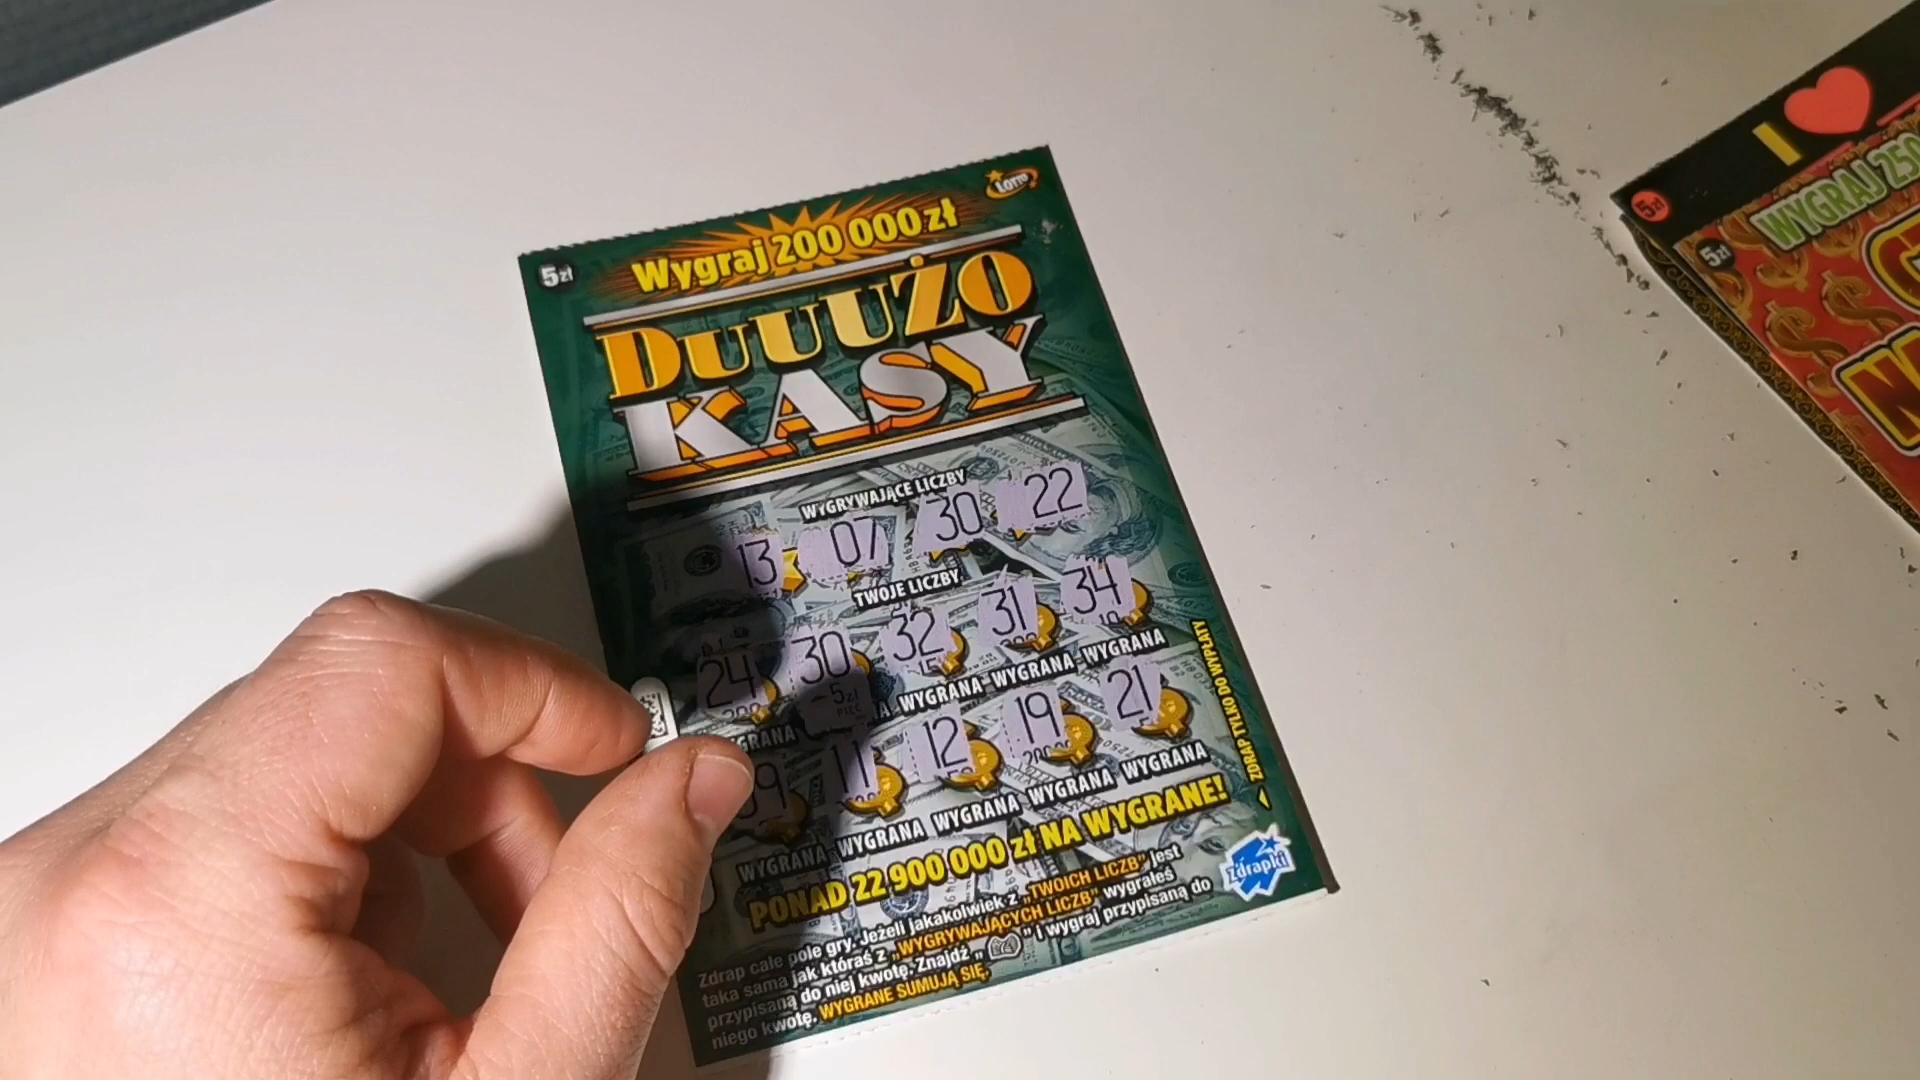 LOTTO
5zł
Wygraj 200 000 zł
DUUUŻO
KASY
WYGRYWAJĄCE LICZBY
13 07 30 22
TWOJE LICZBY
24 30 32 31 34
15
5zł
PIĘĆ
WYGRANA WYGRANA WYGRANA
09 11 12 19 21
WYGRANA WYGRANA WYGRANA WYGRANA WYGRANA
PONAD 22 900 000 zł NA WYGRANE!
Zdrap całe pole gry. Jeżeli jakakolwiek z „TWOICH LICZB” jest
taka sama jak któraś z „WYGRYWAJĄCYCH LICZB” wygrałeś
przypisaną do niej kwotę. Znajdź „ ” i wygraj przypisaną do
niego kwotę. WYGRANE SUMUJĄ SIĘ.
ZDRAP TYLKO DO WYPŁATY
Zdrapki
I
5zł
5zł
WYGRAJ 250